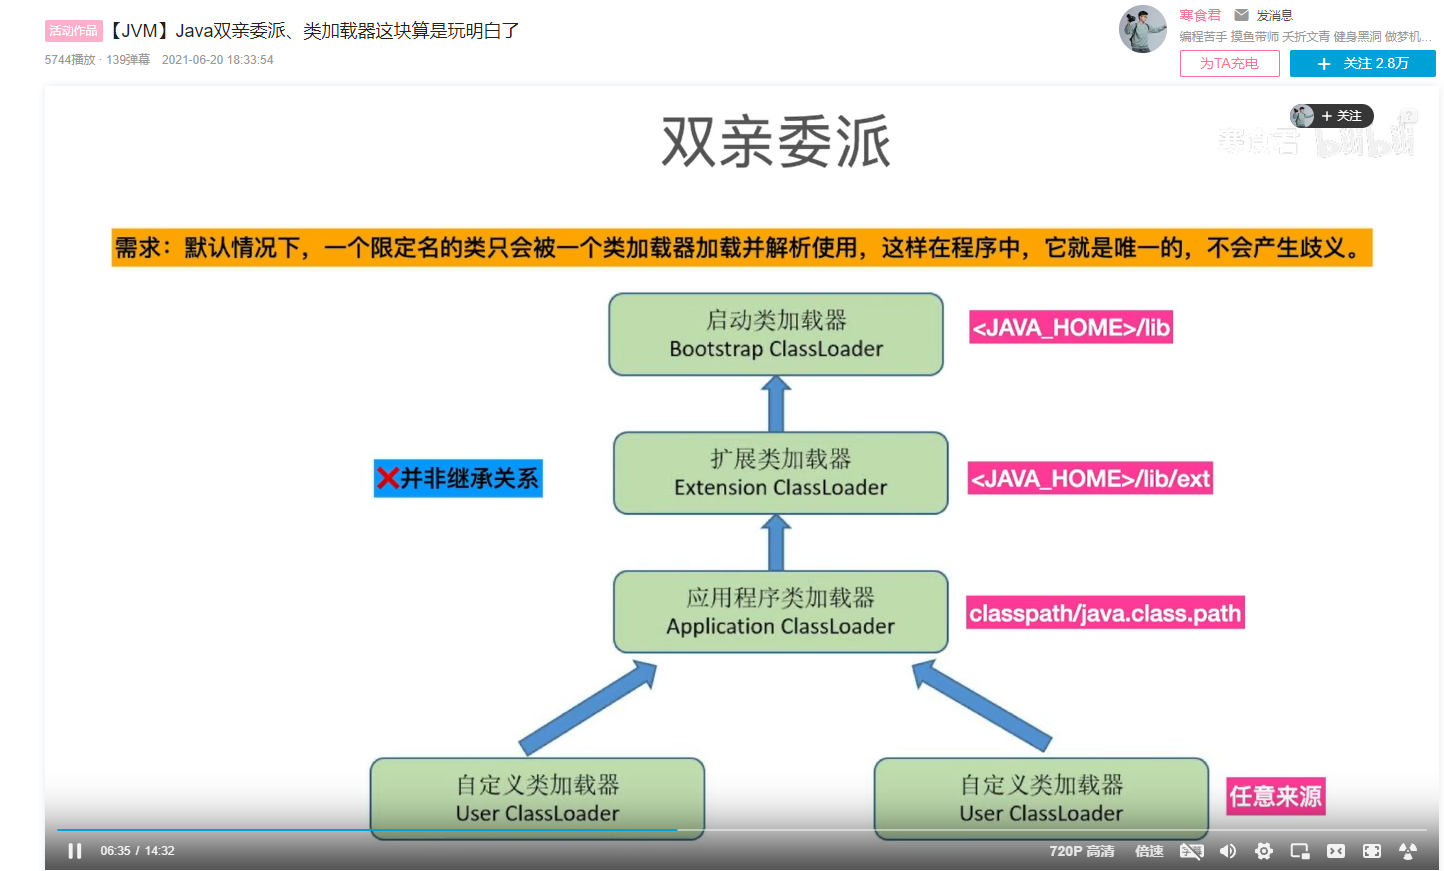 活动作品 【JVM】Java双亲委派、类加载器这块算是玩明白了
5744播放 · 139弹幕 2021-06-20 18:33:54
寒食君 发消息
编程苦手 摸鱼带师 夭折文青 健身黑洞 做梦机...
为TA充电 + 关注 2.8万
双亲委派
+ 关注
寒食君 bilibili
需求：默认情况下，一个限定名的类只会被一个类加载器加载并解析使用，这样在程序中，它就是唯一的，不会产生歧义。
启动类加载器
Bootstrap ClassLoader
<JAVA_HOME>/lib
❌并非继承关系
扩展类加载器
Extension ClassLoader
<JAVA_HOME>/lib/ext
应用程序类加载器
Application ClassLoader
classpath/java.class.path
自定义类加载器
User ClassLoader
自定义类加载器
User ClassLoader
任意来源
06:35 / 14:32
720P 高清 倍速 字幕